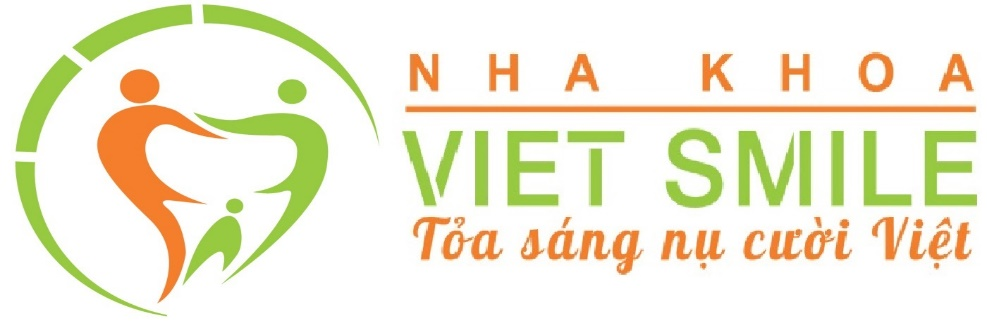 NHA KHOA
VIET SMILE
Tỏa sáng nụ cười Việt